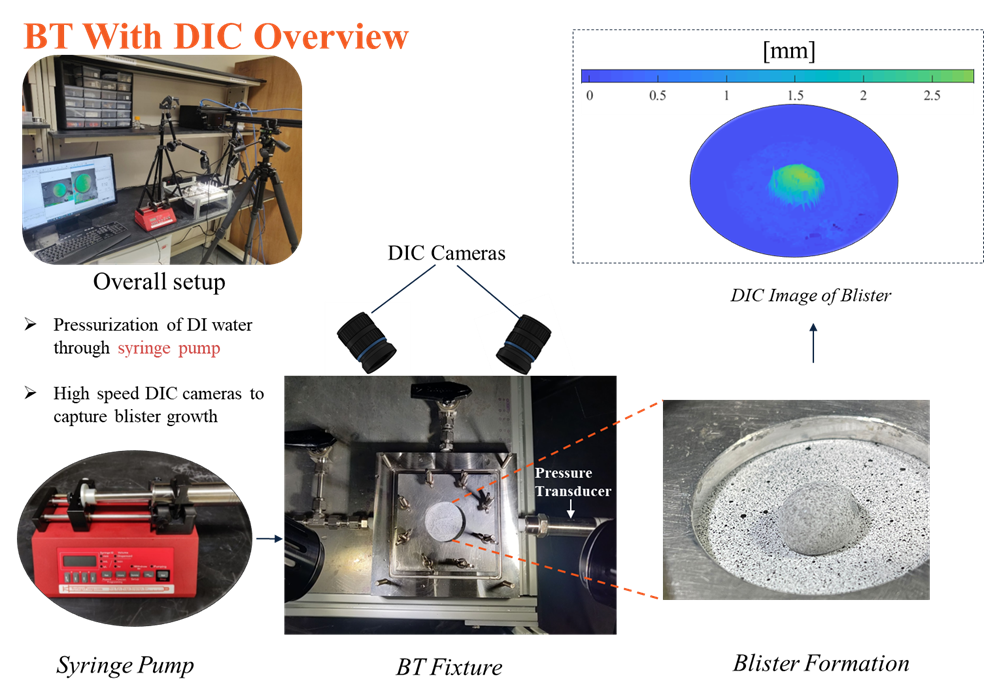 BT With DIC Overview
[mm]
0 0.5 1 1.5 2 2.5
DIC Image of Blister
Overall setup
DIC Cameras
➢ Pressurization of DI water
through syringe pump
➢ High speed DIC cameras to
capture blister growth
Pressure
Transducer
Syringe Pump
BT Fixture
Blister Formation